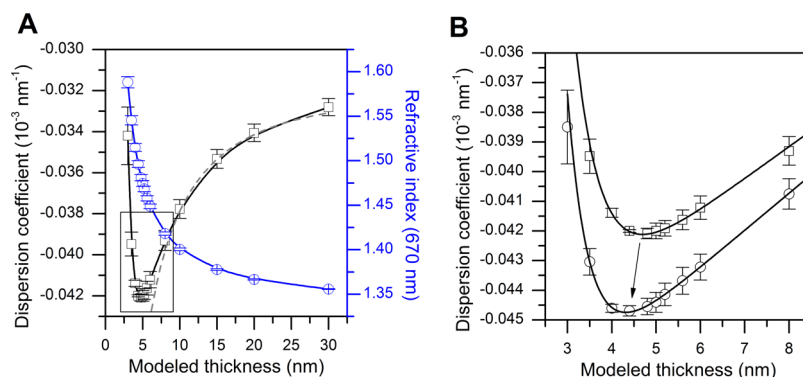 A
-0.030
-0.032
-0.034
-0.036
-0.038
-0.040
-0.042
Dispersion coefficient (10⁻³ nm⁻¹)
0 5 10 15 20 25 30
Modeled thickness (nm)
1.60
1.55
1.50
1.45
1.40
1.35
Refractive index (670 nm)
B
-0.036
-0.037
-0.038
-0.039
-0.040
-0.041
-0.042
-0.043
-0.044
-0.045
Dispersion coefficient (10⁻³ nm⁻¹)
3 4 5 6 7 8
Modeled thickness (nm)